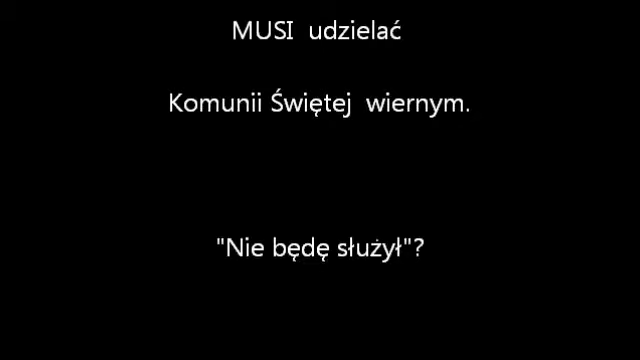 MUSI udzielać
Komunii Świętej wiernym.
"Nie będę służył"?